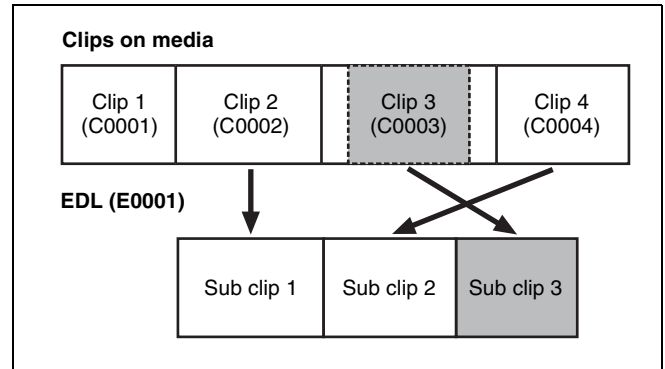 Clips on media
Clip 1
(C0001)
Clip 2
(C0002)
Clip 3
(C0003)
Clip 4
(C0004)
EDL (E0001)
Sub clip 1
Sub clip 2
Sub clip 3